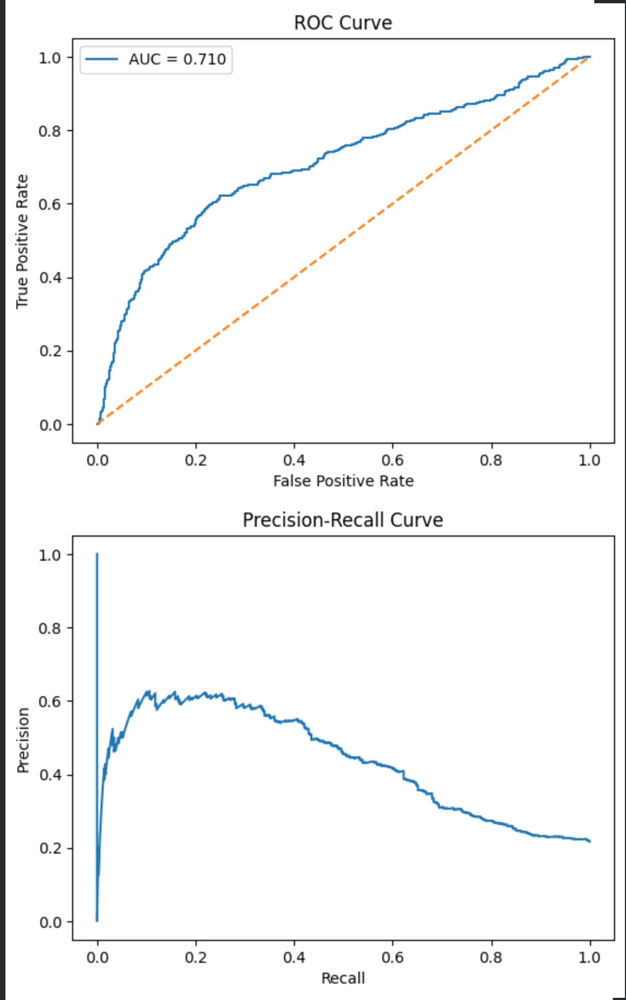 ROC Curve
AUC = 0.710
1.0
0.8
0.6
0.4
0.2
0.0
True Positive Rate
0.0 0.2 0.4 0.6 0.8 1.0
False Positive Rate
Precision-Recall Curve
1.0
0.8
0.6
0.4
0.2
0.0
Precision
0.0 0.2 0.4 0.6 0.8 1.0
Recall